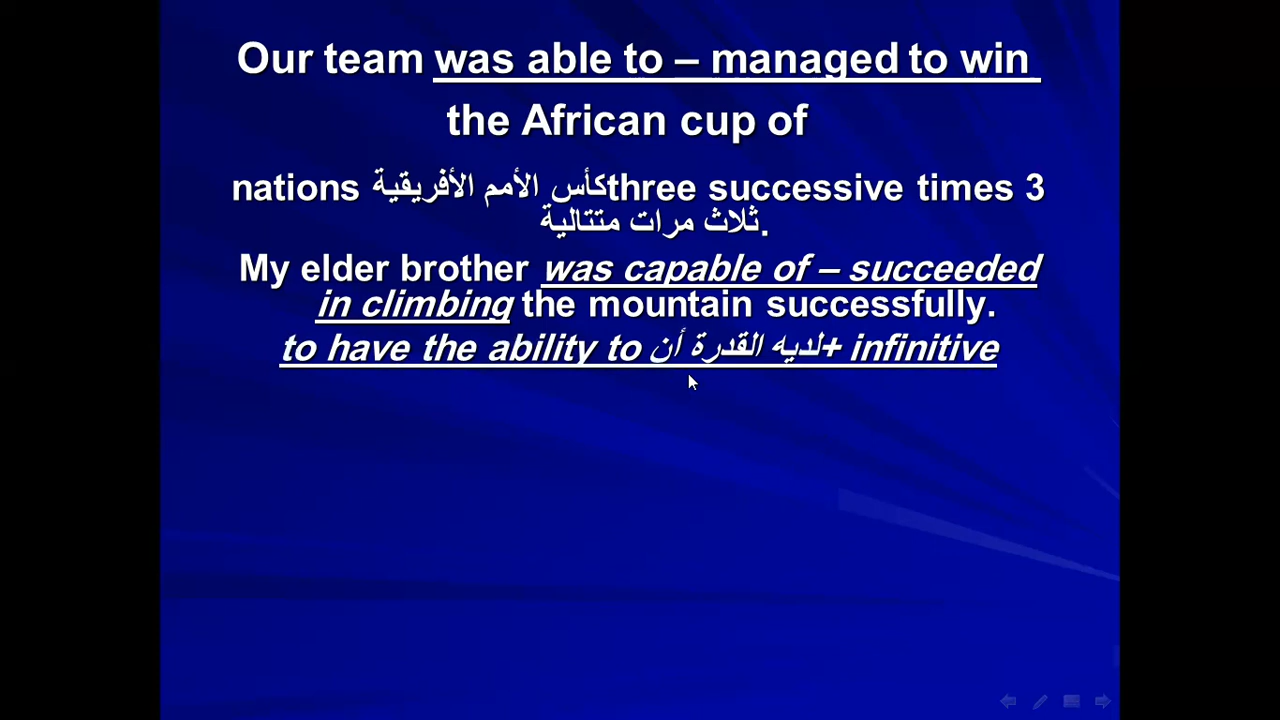 Our team was able to – managed to win
the African cup of
nations كأس الأمم الأفريقيةthree successive times 3
ثلاث مرات متتالية.
My elder brother was capable of – succeeded
in climbing the mountain successfully.
to have the ability to لديه القدرة أن+ infinitive